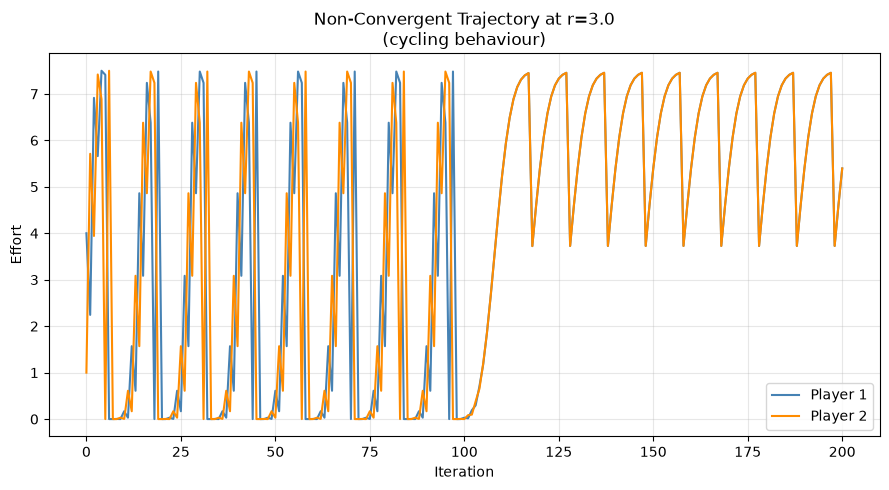 Non-Convergent Trajectory at r=3.0
(cycling behaviour)
Effort
7
6
5
4
3
2
1
0
0 25 50 75 100 125 150 175 200
Iteration
Player 1
Player 2